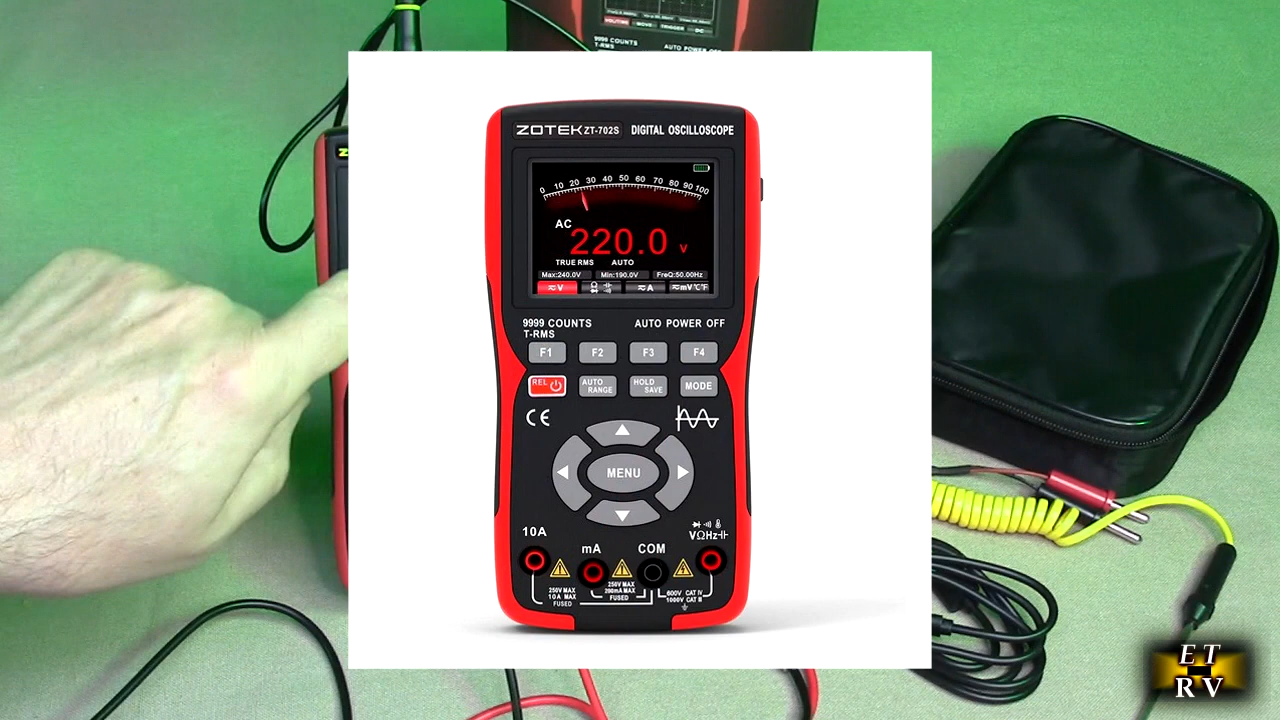 9999 COUNTS
T-RMS
AUTO POWER OFF
ZOTEK ZT-702S DIGITAL OSCILLOSCOPE
0 10 20 30 40 50 60 70 80 90 100
AC
220.0 V
TRUE RMS AUTO
Max:240.0V Min:190.0V FreQ:50.00Hz
≂V ≂A ≂mV°C°F
9999 COUNTS AUTO POWER OFF
T-RMS
F1 F2 F3 F4
REL AUTO RANGE HOLD SAVE MODE
CE
MENU
10A
mA COM VΩHz
250V MAX
10A MAX
FUSED
250V MAX
200mA MAX
FUSED
600V CAT IV
1000V CAT III
ET
RV